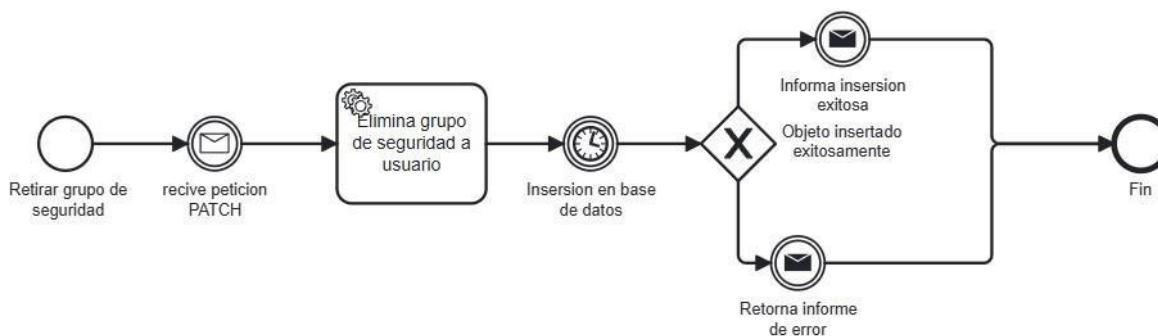 Retirar grupo de
seguridad
recive peticion
PATCH
Elimina grupo
de seguridad a
usuario
Insersion en base
de datos
Informa insersion
exitosa
Objeto insertado
exitosamente
Retorna informe
de error
Fin